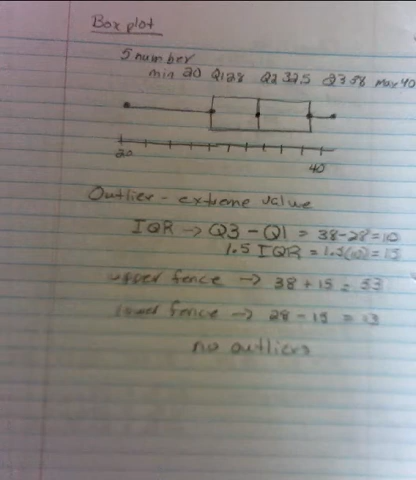 Box plot
5 number
min 20 Q1 28 Q2 32.5 Q3 38 max 40
20 40
Outlier - extreme value
IQR → Q3 - Q1 = 38-28=10
1.5 IQR = 1.5(10)=15
upper fence → 38 + 15 = 53
lower fence → 28 - 15 = 13
no outliers